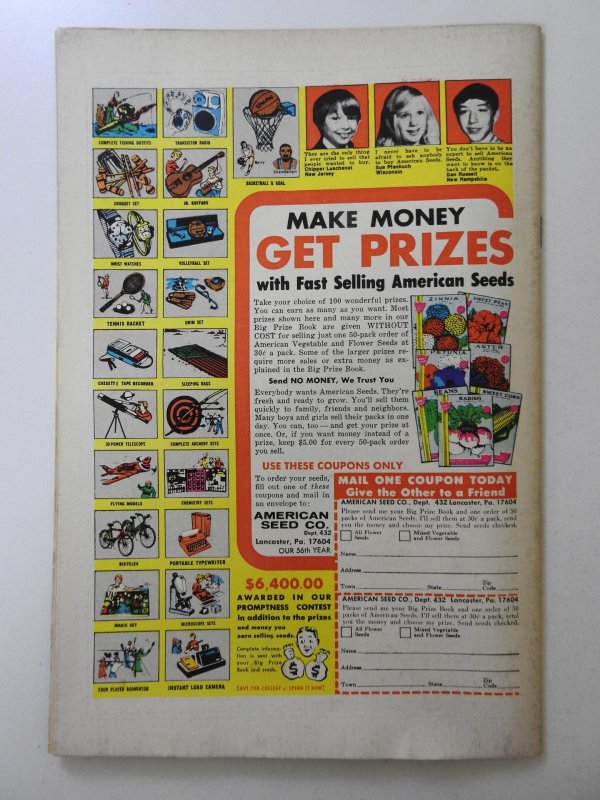 COMPLETE FISHING OUTFITS
TRANSISTOR RADIO
CROQUET SET
JR. GUITARS
WRIST WATCHES
VOLLEYBALL SET
TENNIS RACKET
SWIM SET
CASSETTE TAPE RECORDER
SLEEPING BAGS
30-POWER TELESCOPE
COMPLETE ARCHERY SETS
FLYING MODELS
CHEMISTRY SETS
BICYCLES
PORTABLE TYPEWRITER
MAGIC SET
MICROSCOPE SETS
FOUR PLAYER BADMINTON
INSTANT LOAD CAMERA
Spalding
Chamberlain
BASKETBALL & GOAL
They are the only thing
I ever tried to sell that
people wanted to buy.
Chipper Luschenat
New Jersey
I never have to be
afraid to ask anybody
to buy American Seeds.
Sue Plankuch
Wisconsin
You don't have to be an
expert to sell American
Seeds. Anything they
want to know is on the
back of the packet.
Dan Russell
New Hampshire
MAKE MONEY
GET PRIZES
with Fast Selling American Seeds
Take your choice of 100 wonderful prizes.
You can earn as many as you want. Most
prizes shown here and many more in our
Big Prize Book are given WITHOUT
COST for selling just one 50-pack order of
American Vegetable and Flower Seeds at
30¢ a pack. Some of the larger prizes re-
quire more sales or extra money as ex-
plained in the Big Prize Book.
Send NO MONEY, We Trust You
Everybody wants American Seeds. They're
fresh and ready to grow. You'll sell them
quickly to family, friends and neighbors.
Many boys and girls sell their packs in one
day. You can, too — and get your prize at
once. Or, if you want money instead of a
prize, keep $5.00 for every 50-pack order
you sell.
ZINNIA
SWEET PEAS
PETUNIA
ASTER
BEANS
RADISH
SWEET CORN
USE THESE COUPONS ONLY
To order your seeds,
fill out one of these
coupons and mail in
an envelope to:
AMERICAN
SEED CO.
Dept. 432
Lancaster, Pa. 17604
OUR 56th YEAR
$6,400.00
AWARDED IN OUR
PROMPTNESS CONTEST
In addition to the prizes
and money you
earn selling seeds.
Complete informa-
tion is sent with
your Big Prize
Book and seeds.
$
$
SAVE FOR COLLEGE or SPEND IT NOW!
MAIL ONE COUPON TODAY
Give the Other to a Friend
AMERICAN SEED CO., Dept. 432 Lancaster, Pa. 17604
Please send me your Big Prize Book and one order of 50
packs of American Seeds. I'll sell them at 30¢ a pack, send
you the money and choose my prize. Send seeds checked.
All Flower Seeds
Mixed Vegetable and Flower Seeds
Name
Address
Town State Zip Code
AMERICAN SEED CO., Dept. 432 Lancaster, Pa. 17604
Please send me your Big Prize Book and one order of 50
packs of American Seeds. I'll sell them at 30¢ a pack, send
you the money and choose my prize. Send seeds checked.
All Flower Seeds
Mixed Vegetable and Flower Seeds
Name
Address
Town State Zip Code